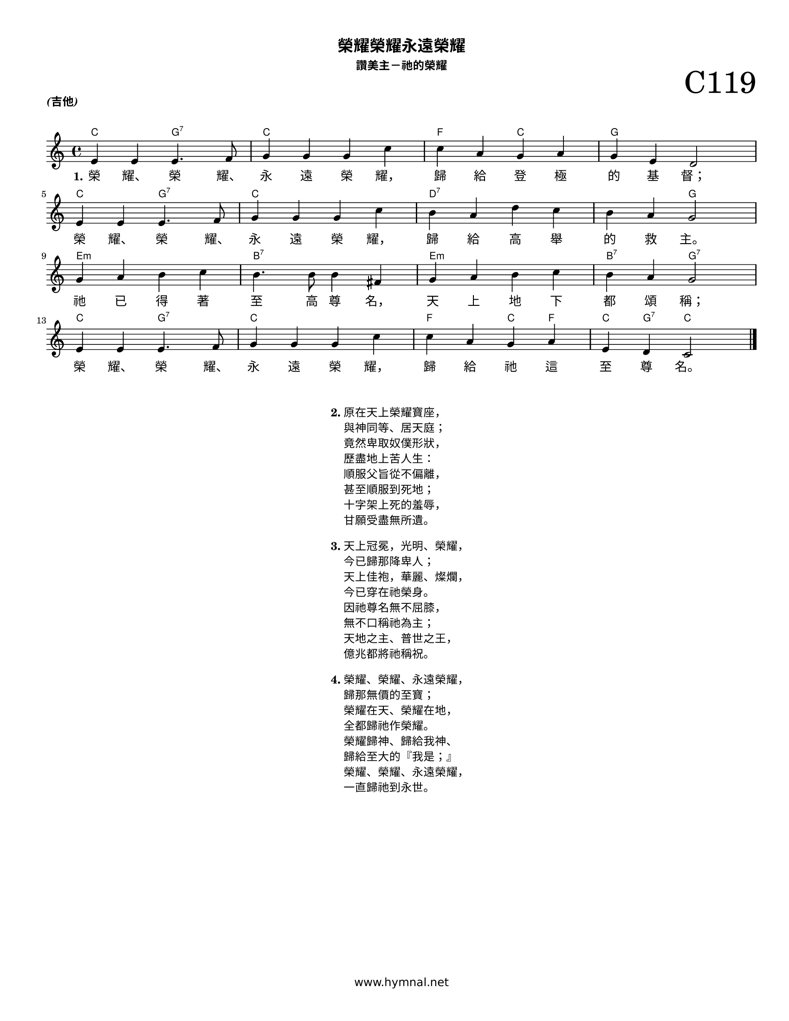 榮耀榮耀永遠榮耀
讚美主－祂的榮耀
C119
(吉他)
C G7 C F C G
1. 榮 耀、 榮 耀、 永 遠 榮 耀， 歸 給 登 極 的 基 督；
5 C G7 C D7 G
榮 耀、 榮 耀、 永 遠 榮 耀， 歸 給 高 舉 的 救 主。
9 Em B7 Em B7 G7
祂 已 得 著 至 高 尊 名， 天 上 地 下 都 頌 稱；
13 C G7 C F C F C G7 C
榮 耀、 榮 耀、 永 遠 榮 耀， 歸 給 祂 這 至 尊 名。
2. 原在天上榮耀寶座，
與神同等、居天庭；
竟然卑取奴僕形狀，
歷盡地上苦人生：
順服父旨從不偏離，
甚至順服到死地；
十字架上死的羞辱，
甘願受盡無所遺。
3. 天上冠冕，光明、榮耀，
今已歸那降卑人；
天上佳袍，華麗、燦爛，
今已穿在祂榮身。
因祂尊名無不屈膝，
無不口稱祂為主；
天地之主、普世之王，
億兆都將祂稱祝。
4. 榮耀、榮耀、永遠榮耀，
歸那無價的至寶；
榮耀在天、榮耀在地，
全都歸祂作榮耀。
榮耀歸神、歸給我神、
歸給至大的『我是；』
榮耀、榮耀、永遠榮耀，
一直歸祂到永世。
www.hymnal.net